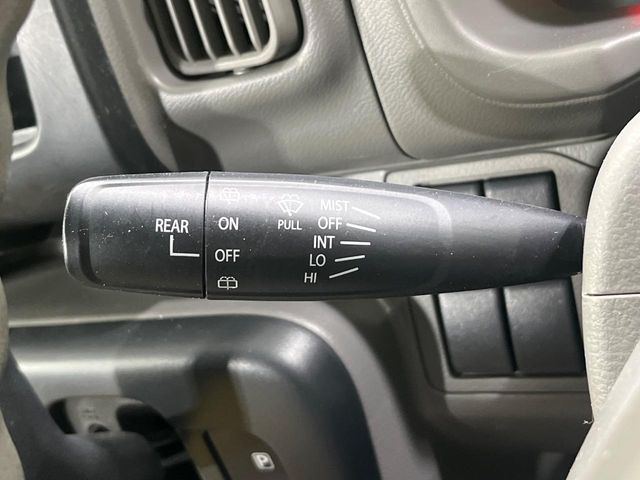 REAR
ON
OFF
PULL
MIST
OFF
INT
LO
HI
P